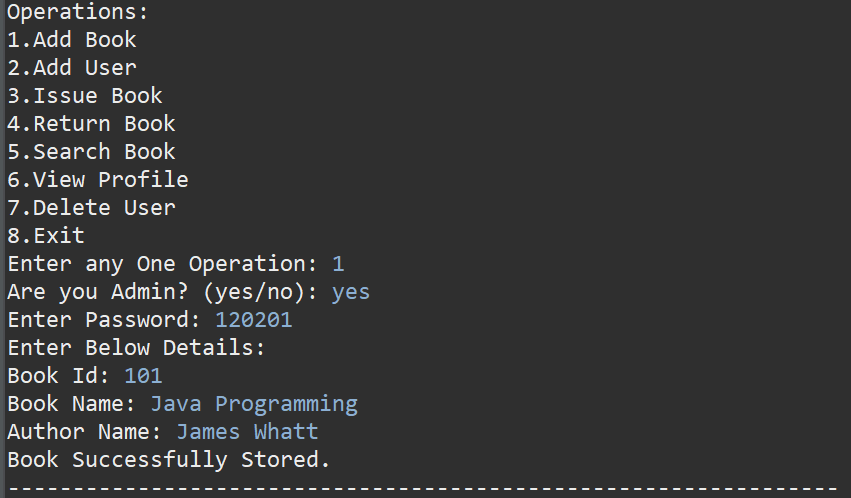 Operations:
1.Add Book
2.Add User
3.Issue Book
4.Return Book
5.Search Book
6.View Profile
7.Delete User
8.Exit
Enter any One Operation: 1
Are you Admin? (yes/no): yes
Enter Password: 120201
Enter Below Details:
Book Id: 101
Book Name: Java Programming
Author Name: James Whatt
Book Successfully Stored.
----------------------------------------------------------------